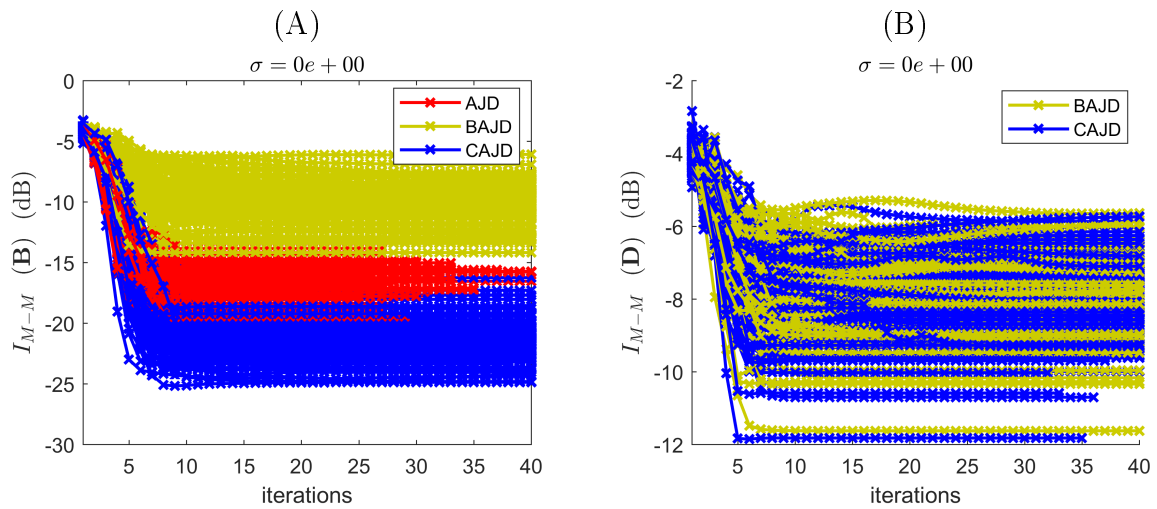 (A)
σ = 0e + 00
I_{M−M} (B) (dB)
0
-5
-10
-15
-20
-25
-30
AJD
BAJD
CAJD
5 10 15 20 25 30 35 40
iterations
(B)
σ = 0e + 00
I_{M−M} (D) (dB)
-2
-4
-6
-8
-10
-12
BAJD
CAJD
5 10 15 20 25 30 35 40
iterations